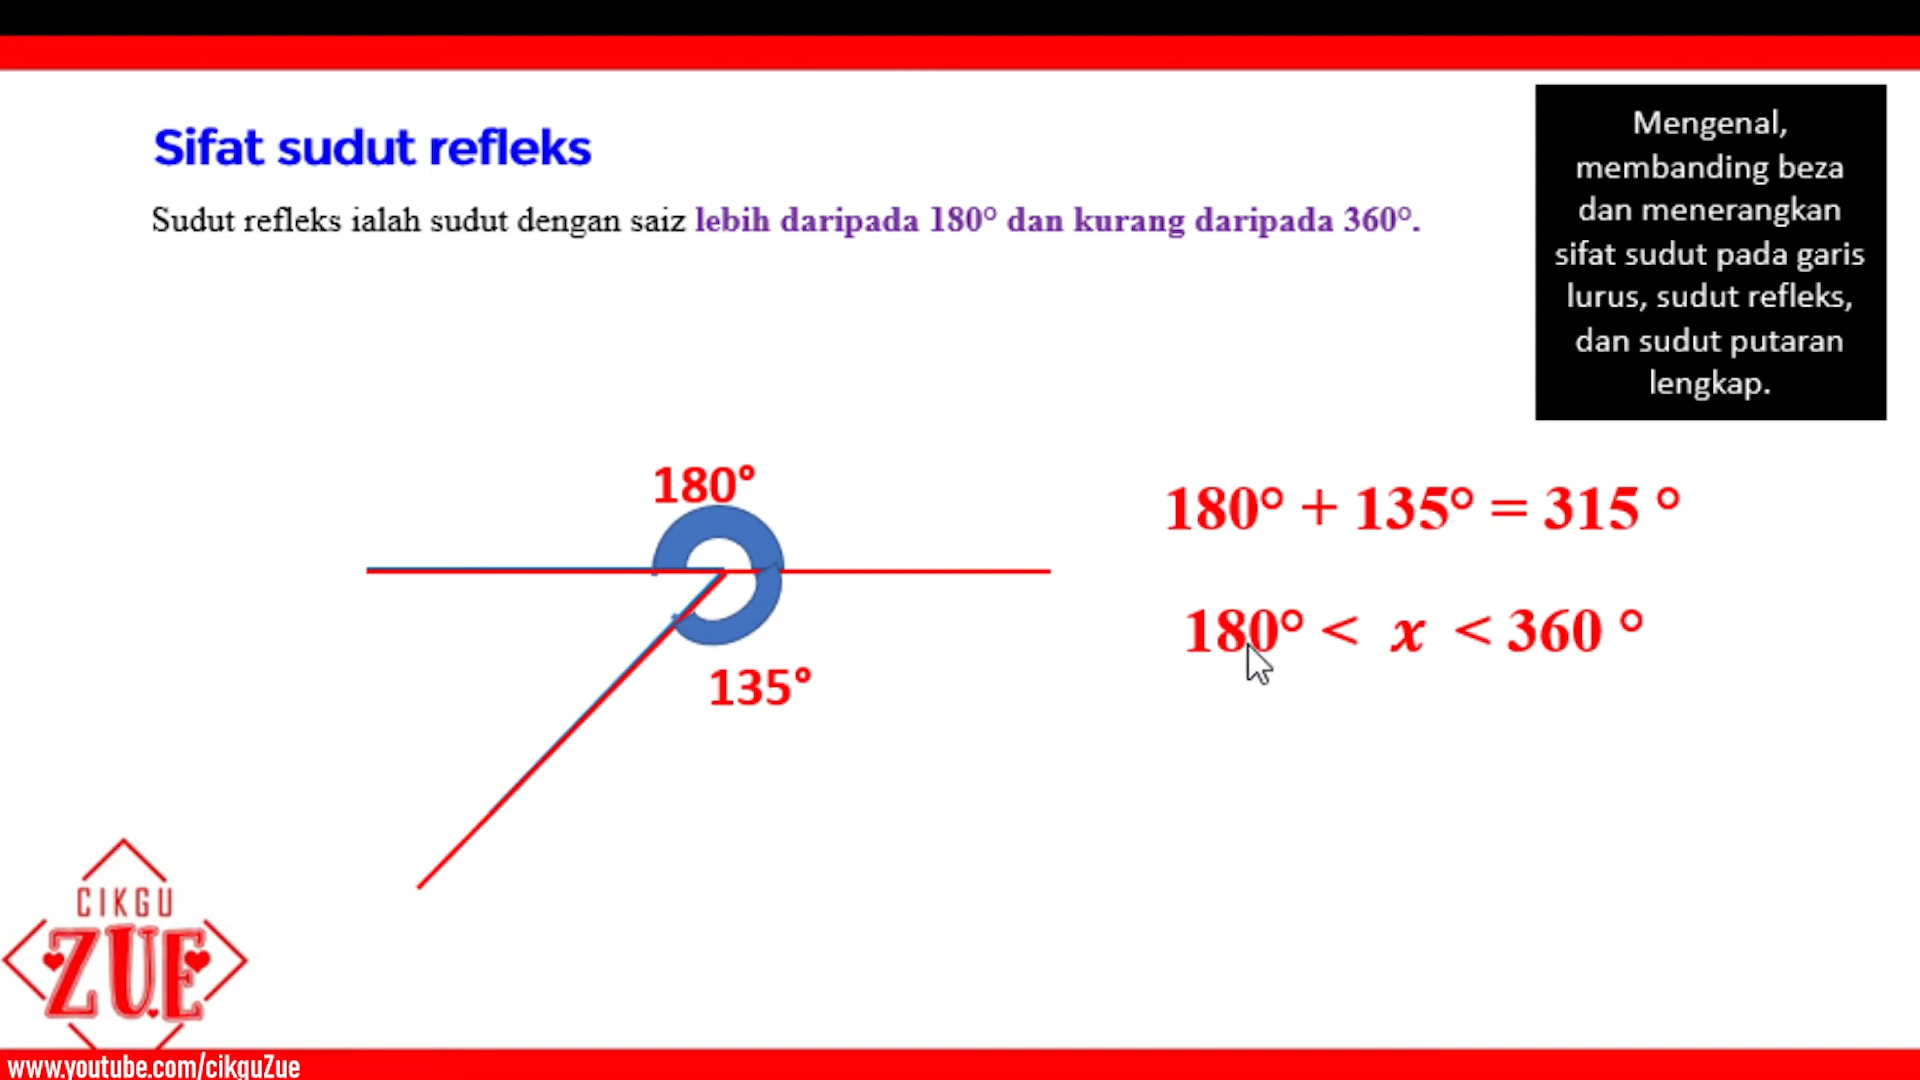 Sifat sudut refleks
Sudut refleks ialah sudut dengan saiz lebih daripada 180° dan kurang daripada 360°.
Mengenal,
membanding beza
dan menerangkan
sifat sudut pada garis
lurus, sudut refleks,
dan sudut putaran
lengkap.
180°
135°
180° + 135° = 315 °
180° < x < 360 °
CIKGU
ZUE
www.youtube.com/cikguZue